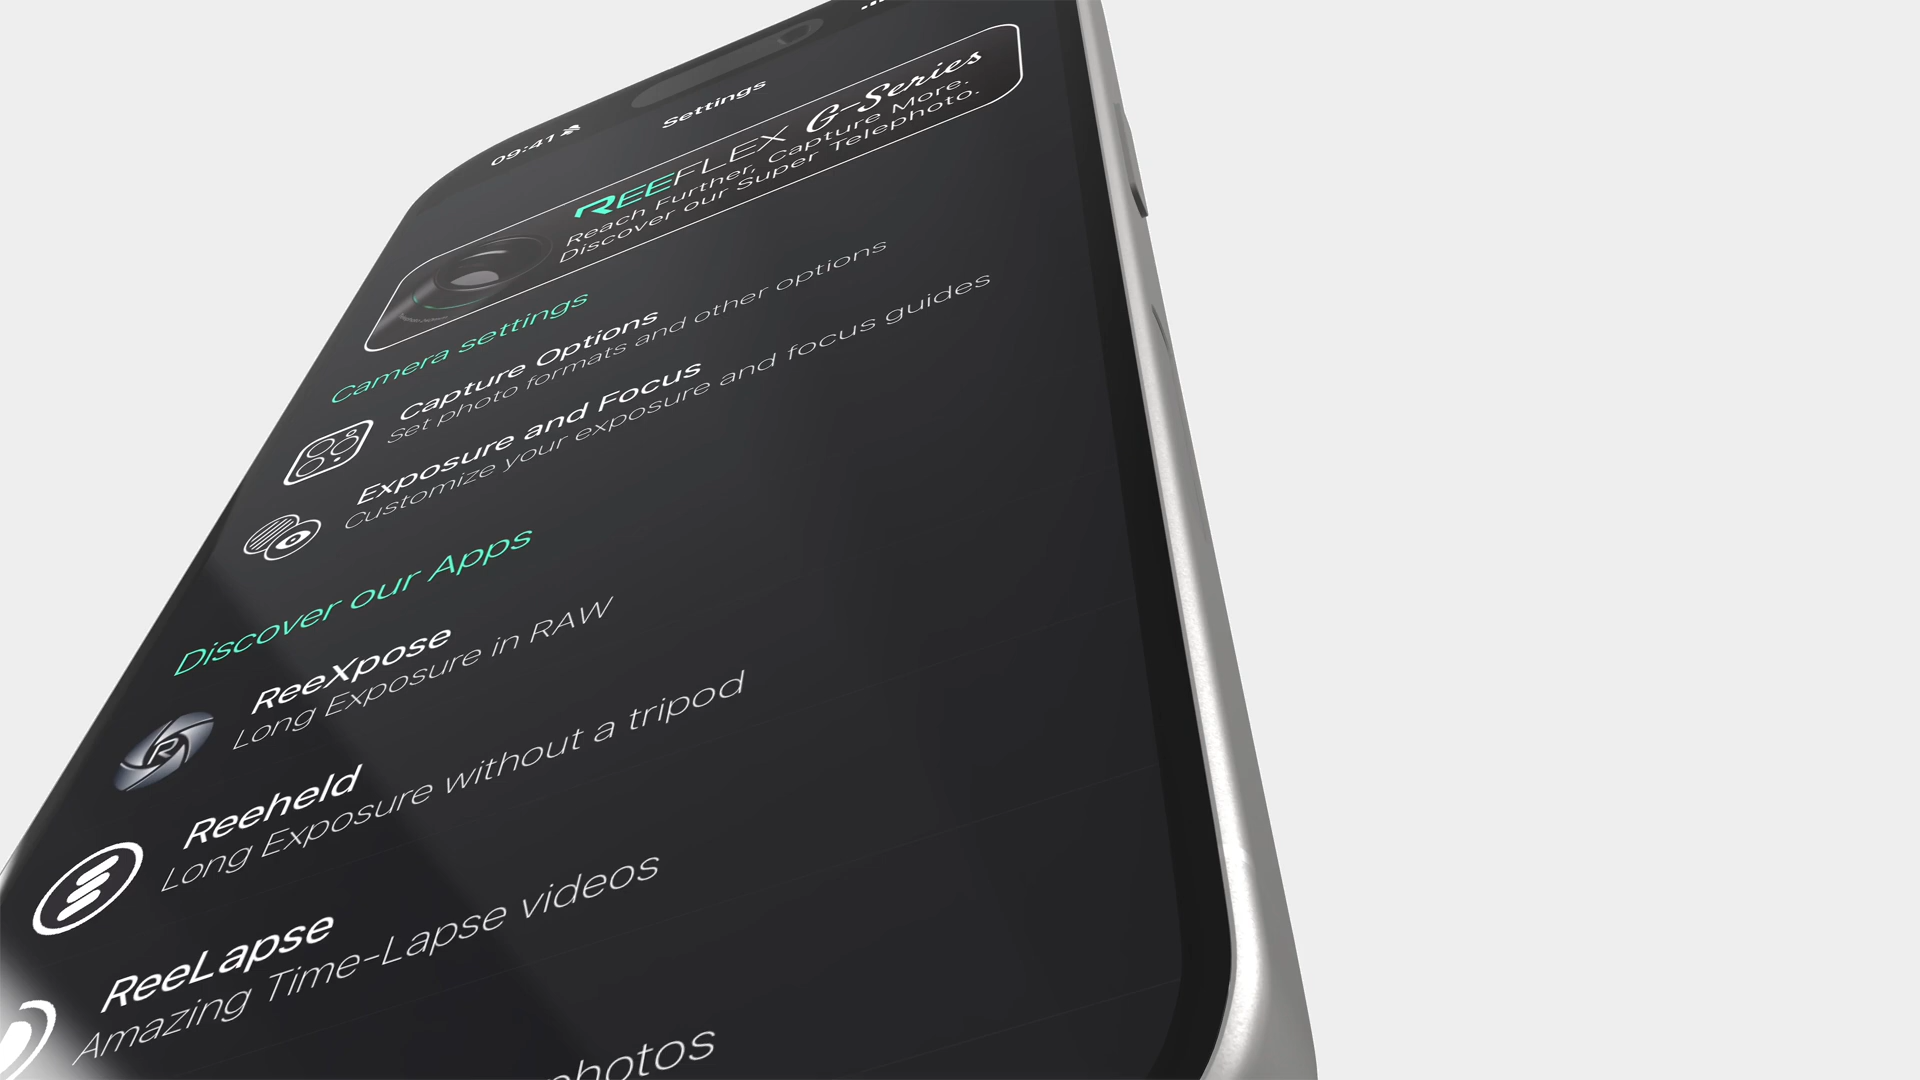 09:41
Settings
REEFLEX G-Series
Reach Further, Capture More.
Discover our Super Telephoto.
Camera settings
Capture Options
Set photo formats and other options
Exposure and Focus
Customize your exposure and focus guides
Discover our Apps
ReeXpose
Long Exposure in RAW
Reeheld
Long Exposure without a tripod
ReeLapse
Amazing Time-Lapse videos
photos